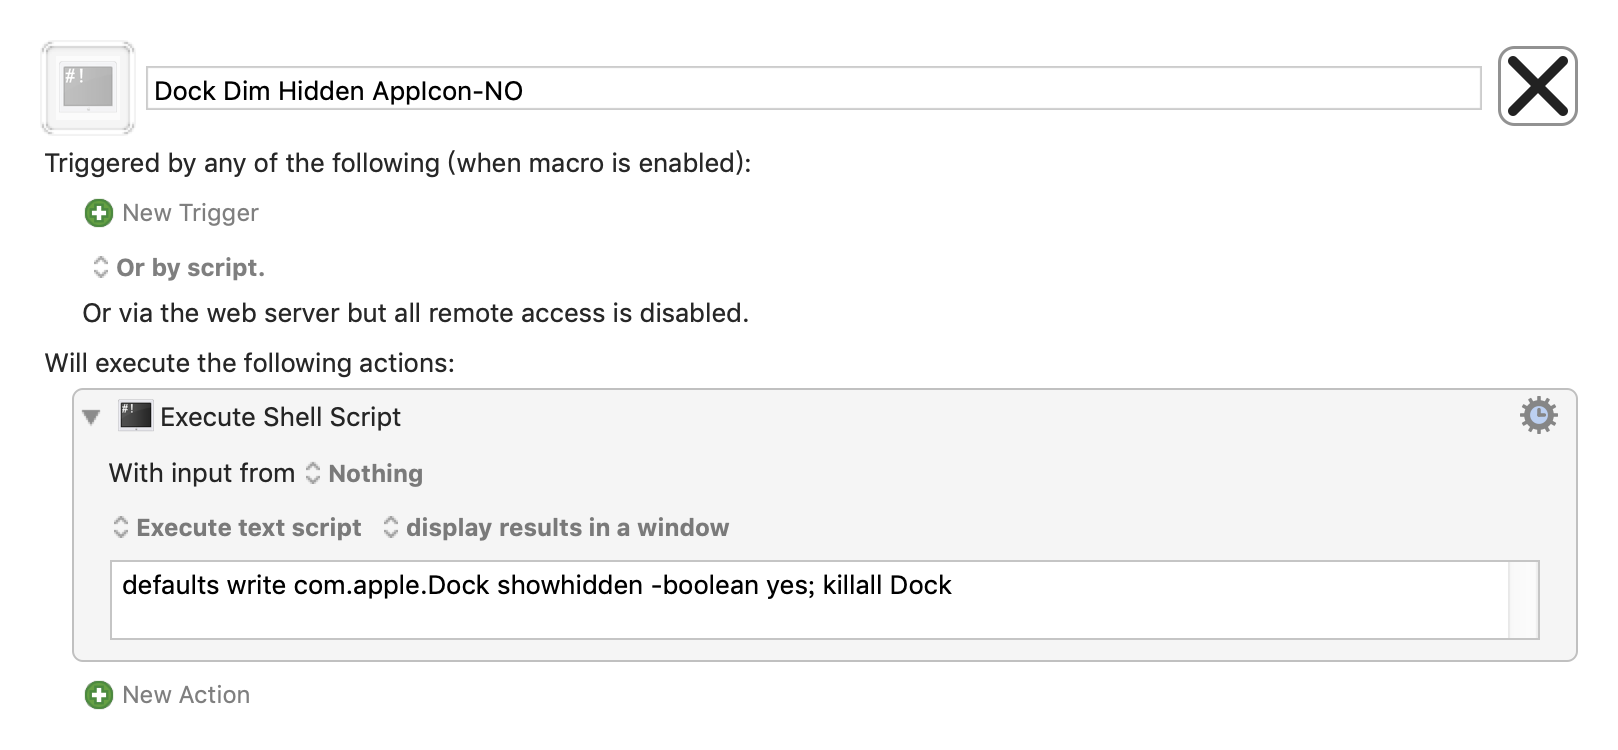 #!
Dock Dim Hidden AppIcon-NO
Triggered by any of the following (when macro is enabled):
New Trigger
Or by script.
Or via the web server but all remote access is disabled.
Will execute the following actions:
#! Execute Shell Script
With input from Nothing
Execute text script display results in a window
defaults write com.apple.Dock showhidden -boolean yes; killall Dock
New Action